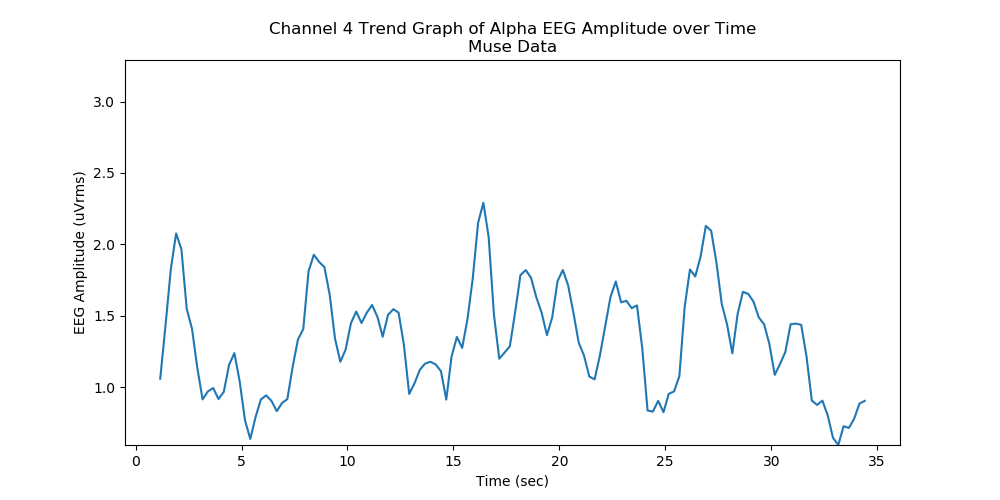 Channel 4 Trend Graph of Alpha EEG Amplitude over Time
Muse Data
EEG Amplitude (uVrms)
3.0
2.5
2.0
1.5
1.0
0 5 10 15 20 25 30 35
Time (sec)